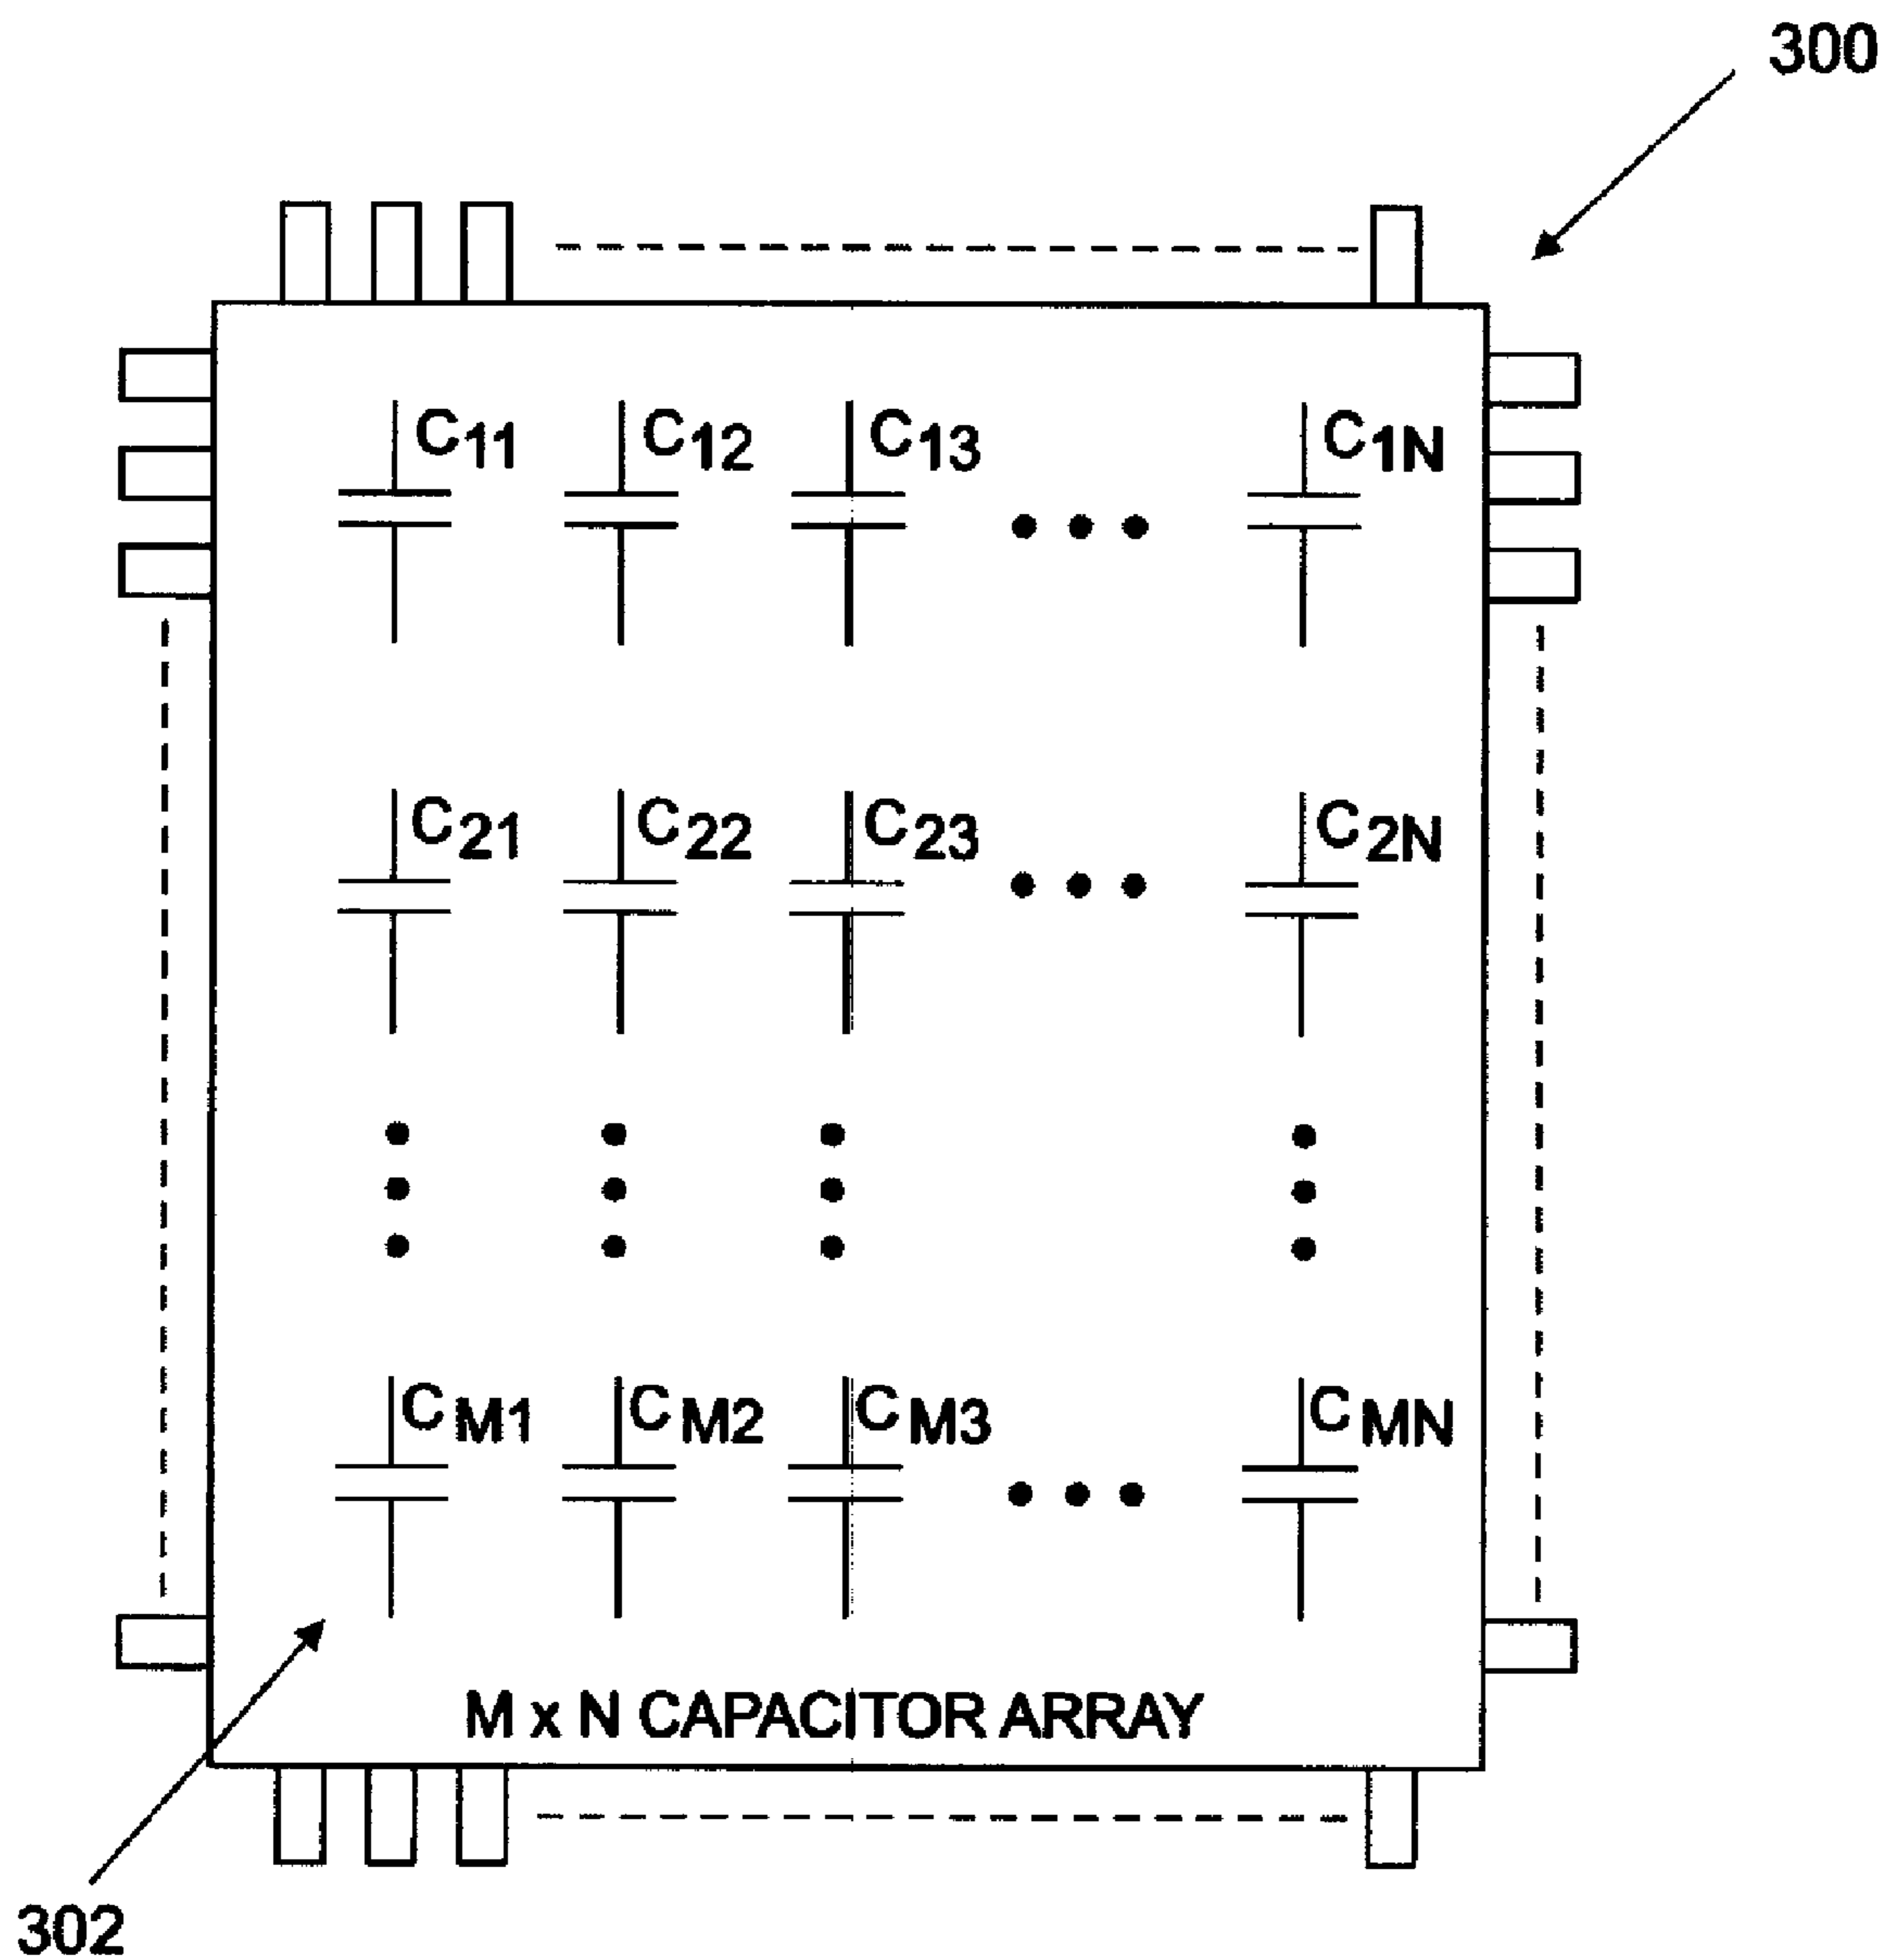 300
C11 C12 C13 C1N
C21 C22 C23 C2N
CM1 CM2 CM3 CMN
M x N CAPACITOR ARRAY
302